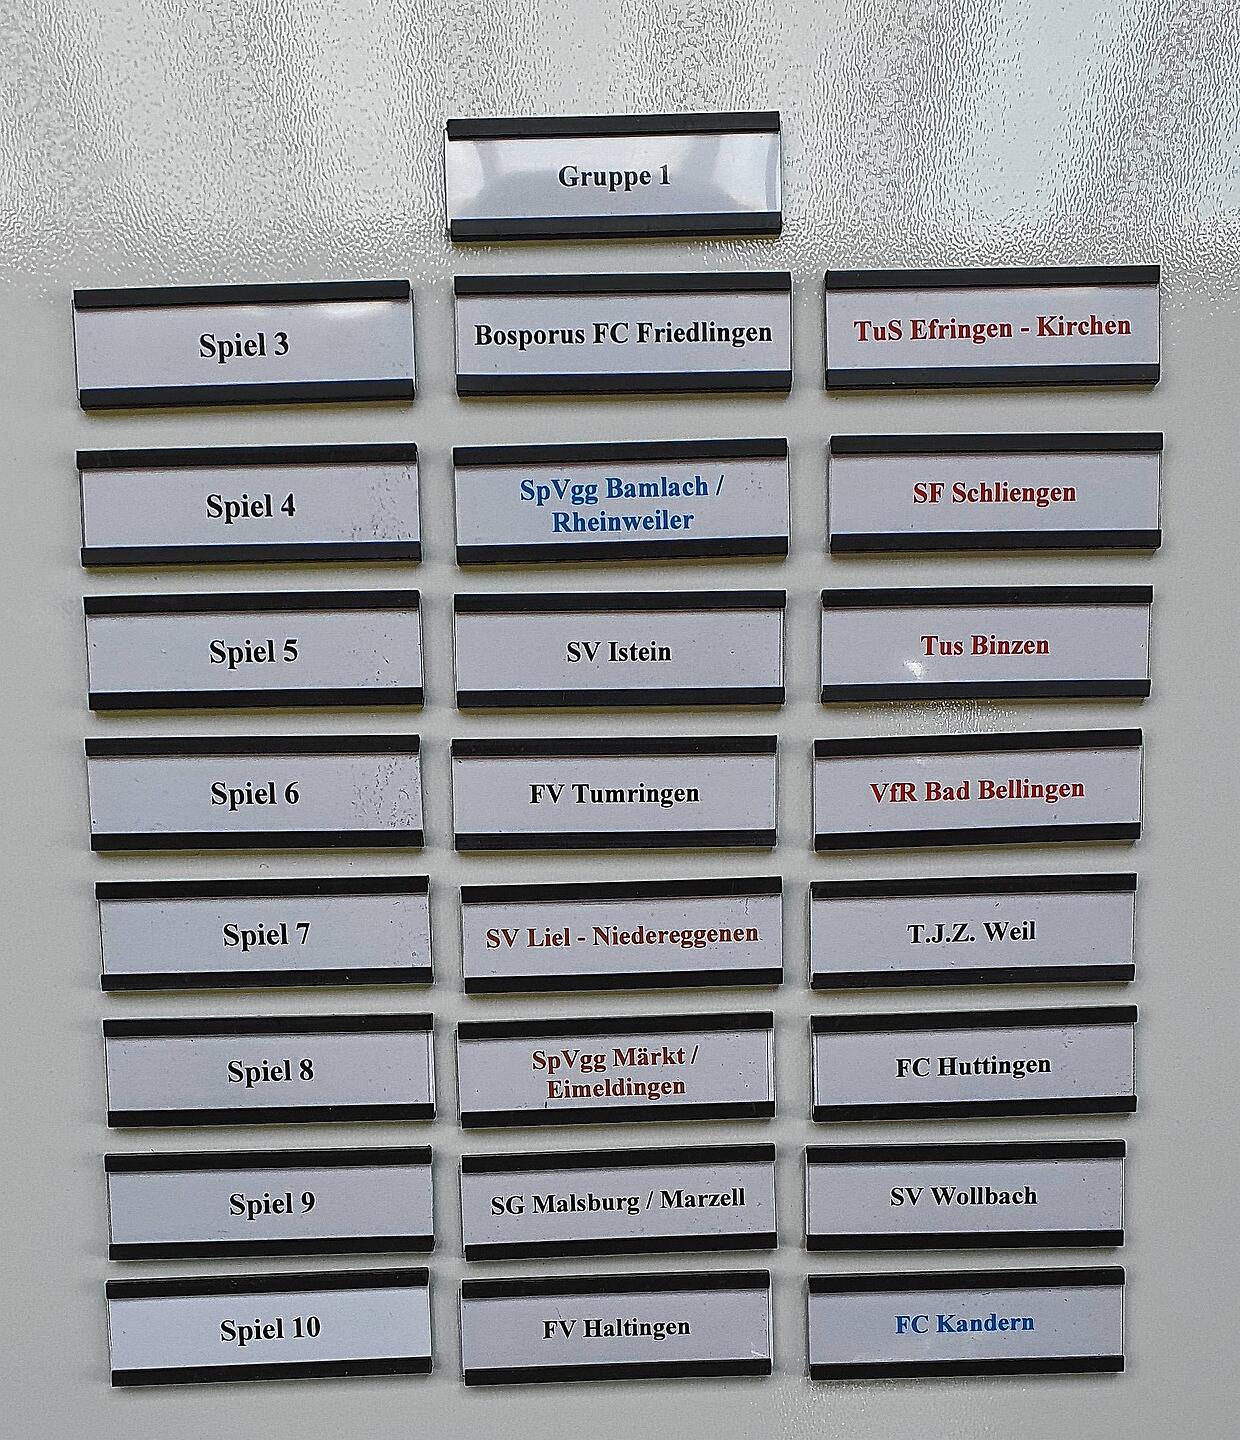 Gruppe 1
Spiel 3
Bosporus FC Friedlingen
TuS Efringen - Kirchen
Spiel 4
SpVgg Bamlach /
Rheinweiler
SF Schliengen
Spiel 5
SV Istein
Tus Binzen
Spiel 6
FV Tumringen
VfR Bad Bellingen
Spiel 7
SV Liel - Niedereggenen
T.J.Z. Weil
Spiel 8
SpVgg Märkt /
Eimeldingen
FC Huttingen
Spiel 9
SG Malsburg / Marzell
SV Wollbach
Spiel 10
FV Haltingen
FC Kandern